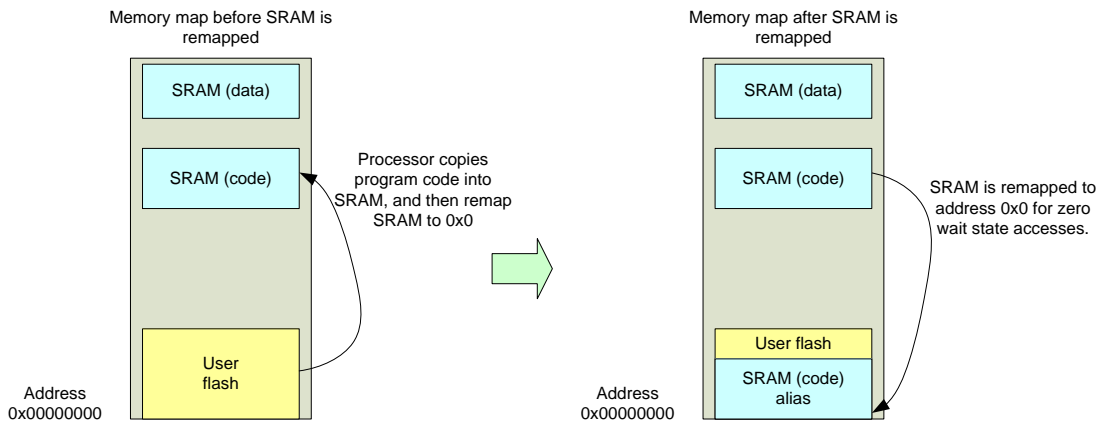 Memory map before SRAM is
remapped
SRAM (data)
SRAM (code)
Processor copies
program code into
SRAM, and then remap
SRAM to 0x0
User
flash
Address
0x00000000
Memory map after SRAM is
remapped
SRAM (data)
SRAM (code)
SRAM is remapped to
address 0x0 for zero
wait state accesses.
User flash
SRAM (code)
alias
Address
0x00000000